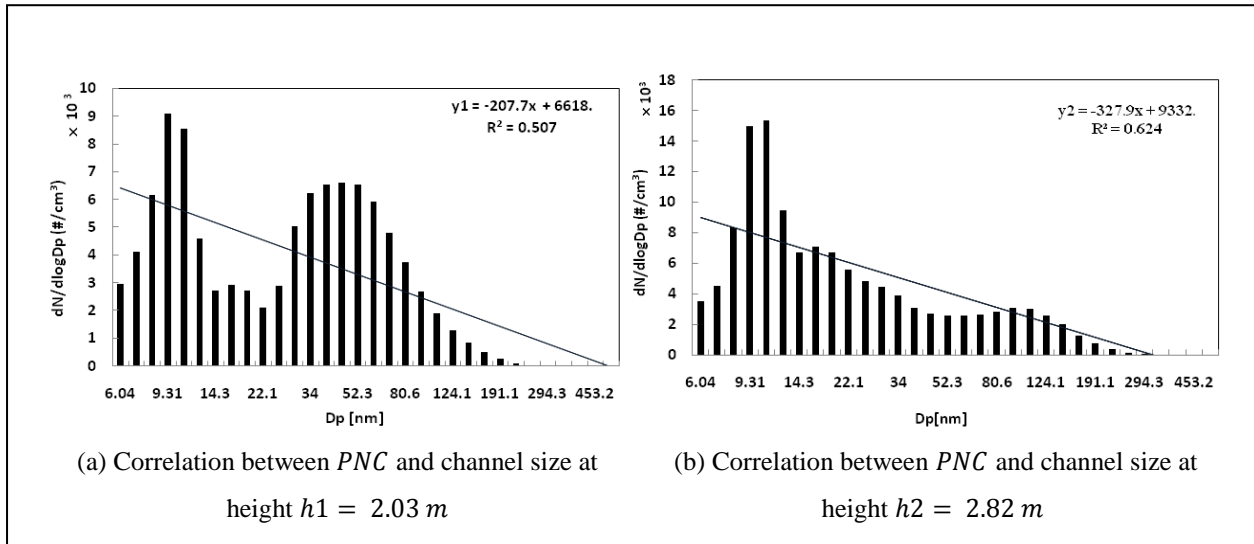 10
9
8
7
6
5
4
3
2
1
0
× 10 3
dN/dlogDp (#/cm³)
y1 = -207.7x + 6618.
R² = 0.507
6.04 9.31 14.3 22.1 34 52.3 80.6 124.1 191.1 294.3 453.2
Dp [nm]
(a) Correlation between PNC and channel size at
height h1 = 2.03 m
18
16
14
12
10
8
6
4
2
0
×10³
dN/dlogDp (#/cm³)
y2 = -327.9x + 9332.
R² = 0.624
6.04 9.31 14.3 22.1 34 52.3 80.6 124.1 191.1 294.3 453.2
Dp[nm]
(b) Correlation between PNC and channel size at
height h2 = 2.82 m